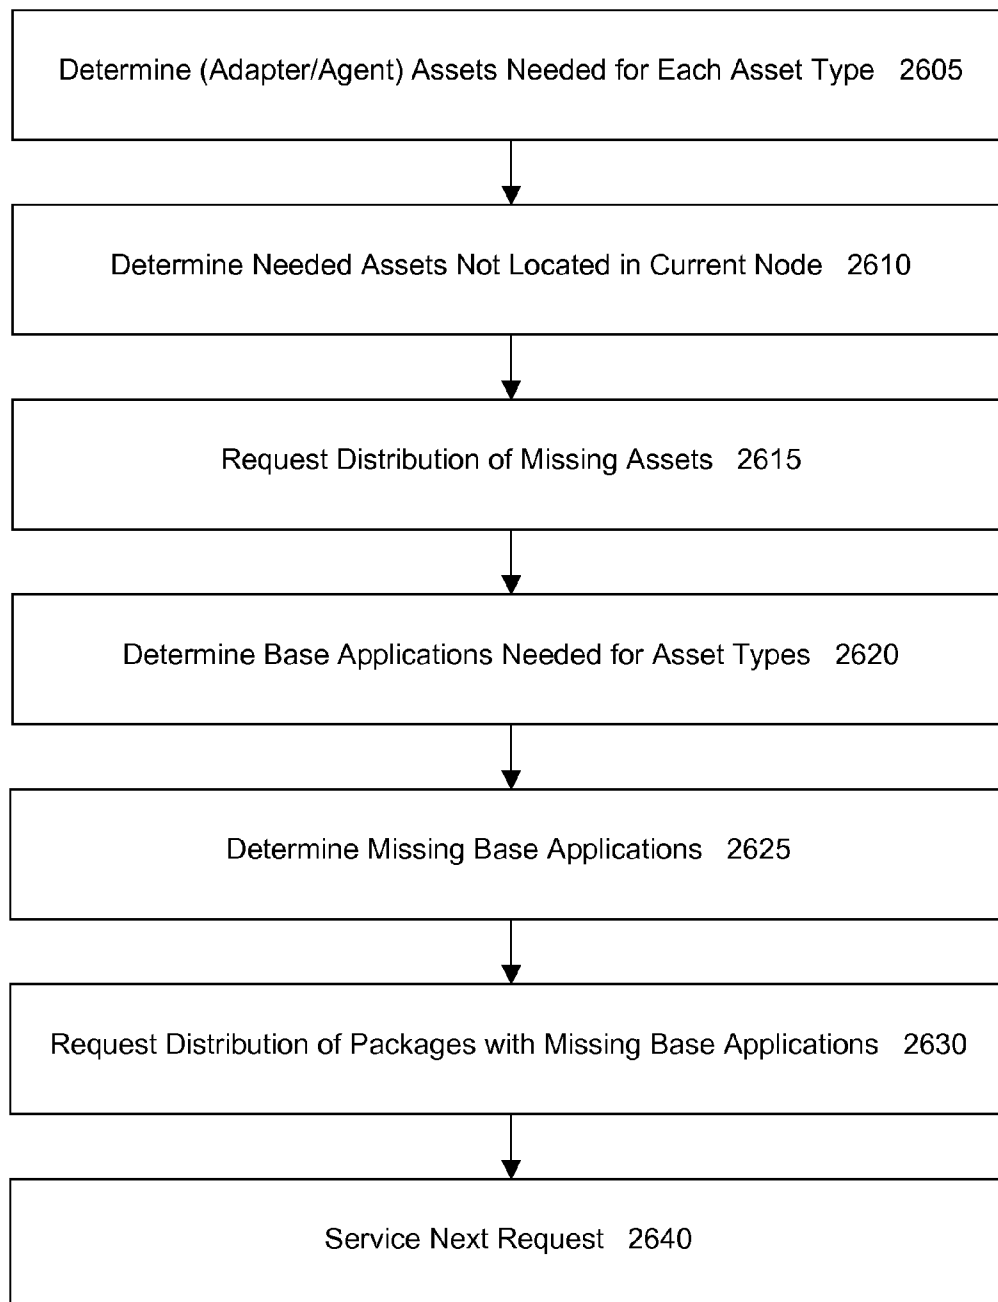 Determine (Adapter/Agent) Assets Needed for Each Asset Type 2605
Determine Needed Assets Not Located in Current Node 2610
Request Distribution of Missing Assets 2615
Determine Base Applications Needed for Asset Types 2620
Determine Missing Base Applications 2625
Request Distribution of Packages with Missing Base Applications 2630
Service Next Request 2640